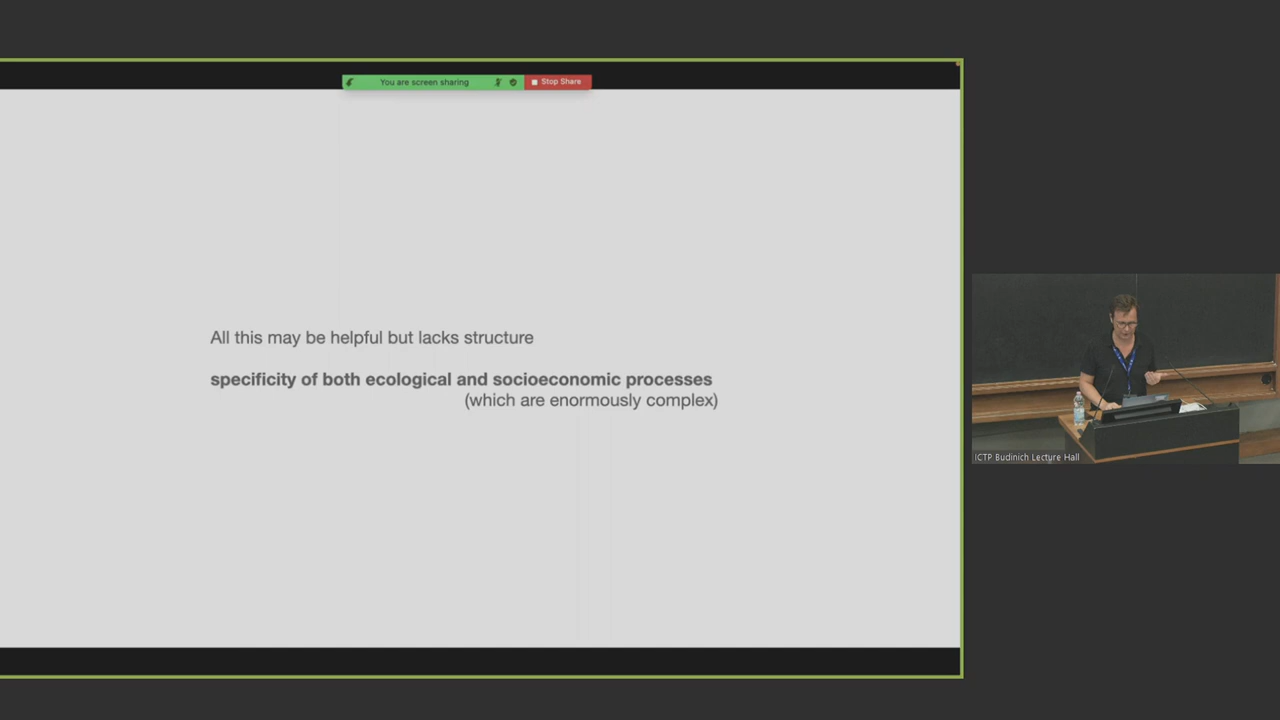 You are screen sharing
Stop Share
All this may be helpful but lacks structure
specificity of both ecological and socioeconomic processes
(which are enormously complex)
ICTP Budinich Lecture Hall